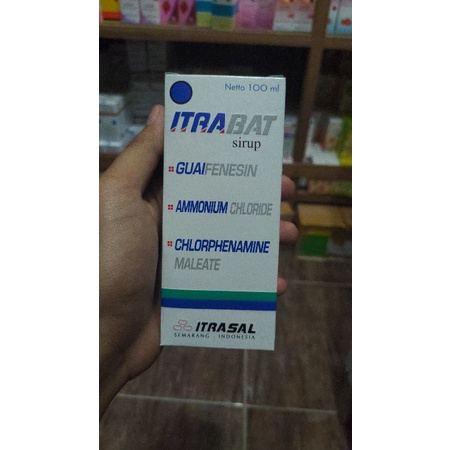 Netto 100 ml
ITRABAT
sirup
GUAIFENESIN
AMMONIUM CHLORIDE
CHLORPHENAMINE
MALEATE
ITRASAL
SEMARANG - INDONESIA